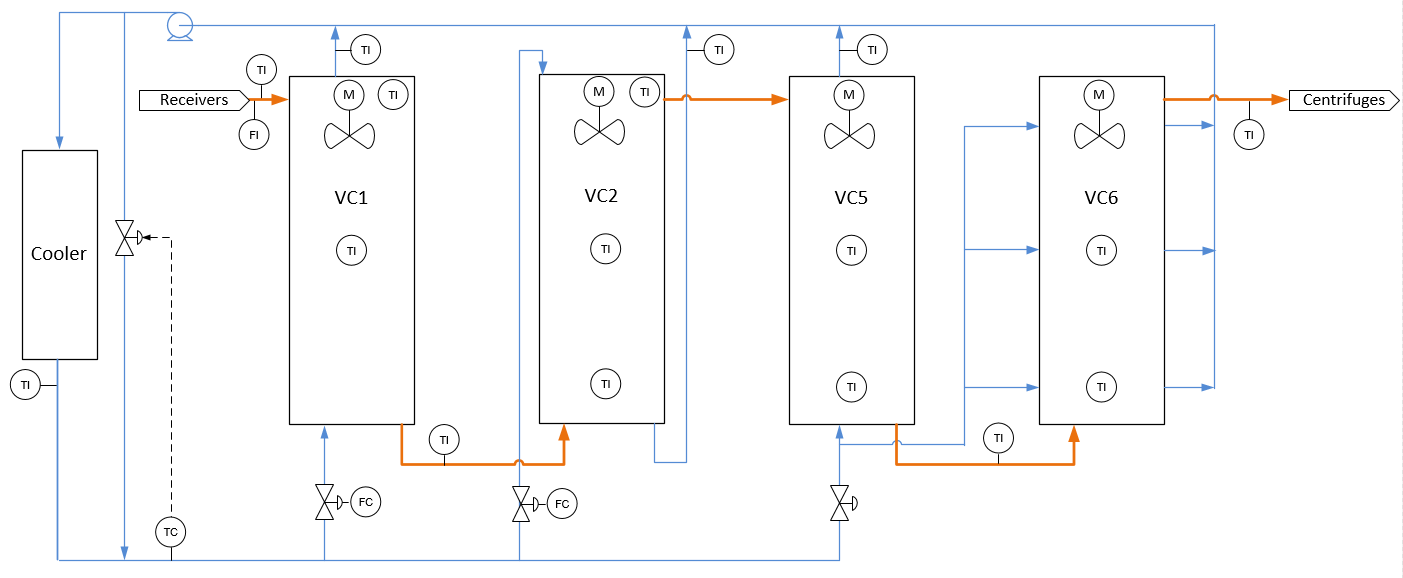 TI
TI
TI
TI
Receivers
M
TI
M
TI
M
M
Centrifuges
FI
TI
VC1
VC2
VC5
VC6
Cooler
TI
TI
TI
TI
TI
TI
TI
TI
TI
TI
FC
FC
TC